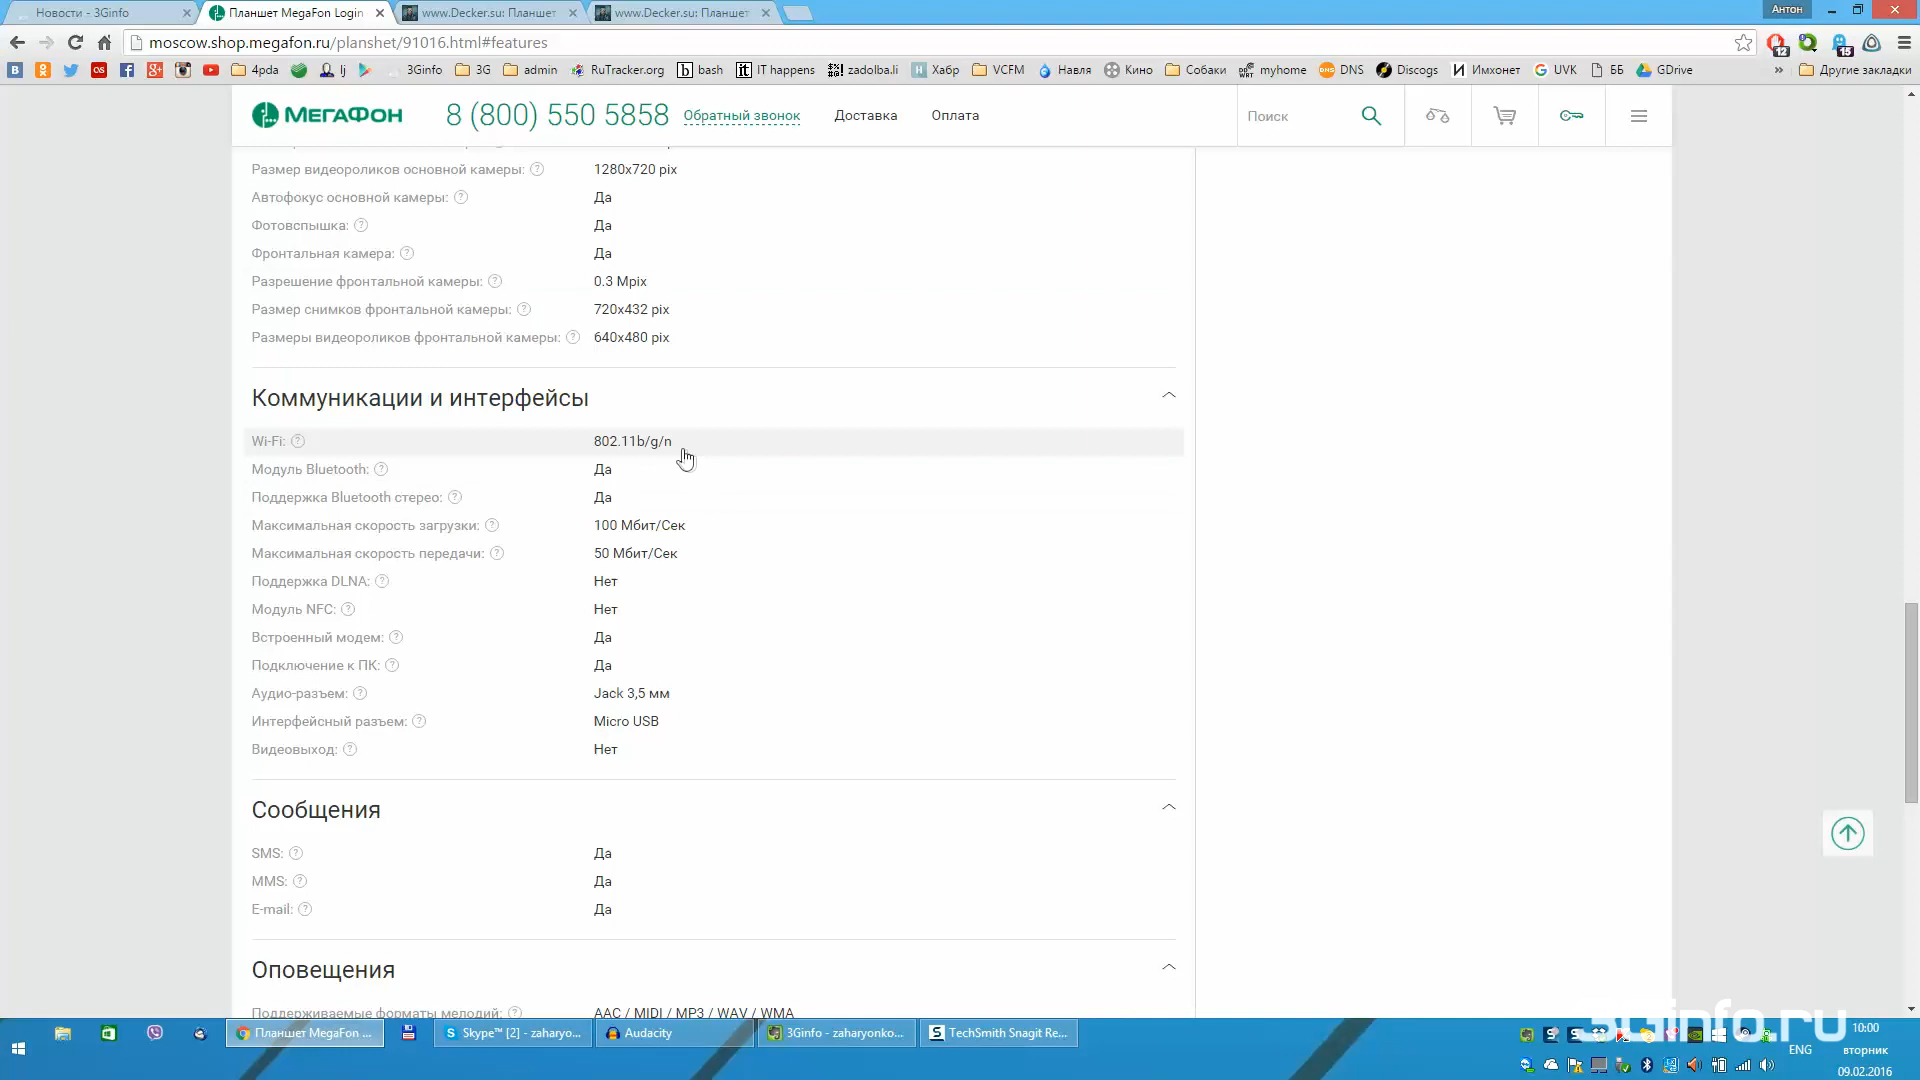 Новости - 3Ginfo
Планшет MegaFon Login
www.Decker.su: Планшет
www.Decker.su: Планшет
Антон
moscow.shop.megafon.ru/planshet/91016.html#features
12
15
4pda
lj
3Ginfo
3G
admin
RuTracker.org
bash
IT happens
zadolba.li
Хабр
VCFM
Навля
Кино
Собаки
myhome
DNS
Discogs
Имхонет
UVK
ББ
GDrive
Другие закладки
МЕГАФОН
8 (800) 550 5858
Обратный звонок
Доставка
Оплата
Поиск
Размер видеороликов основной камеры: 1280x720 pix
Автофокус основной камеры: Да
Фотовспышка: Да
Фронтальная камера: Да
Разрешение фронтальной камеры: 0.3 Mpix
Размер снимков фронтальной камеры: 720x432 pix
Размеры видеороликов фронтальной камеры: 640x480 pix
Коммуникации и интерфейсы
Wi-Fi: 802.11b/g/n
Модуль Bluetooth: Да
Поддержка Bluetooth стерео: Да
Максимальная скорость загрузки: 100 Мбит/Сек
Максимальная скорость передачи: 50 Мбит/Сек
Поддержка DLNA: Нет
Модуль NFC: Нет
Встроенный модем: Да
Подключение к ПК: Да
Аудио-разъем: Jack 3,5 мм
Интерфейсный разъем: Micro USB
Видеовыход: Нет
Сообщения
SMS: Да
MMS: Да
E-mail: Да
Оповещения
Поддерживаемые форматы мелодий: AAC / MIDI / MP3 / WAV / WMA
Планшет MegaFon ...
Skype™ [2] - zaharyo...
Audacity
3Ginfo - zaharyonko...
TechSmith Snagit Re...
3Ginfo.ru
ENG
10:00
вторник
09.02.2016